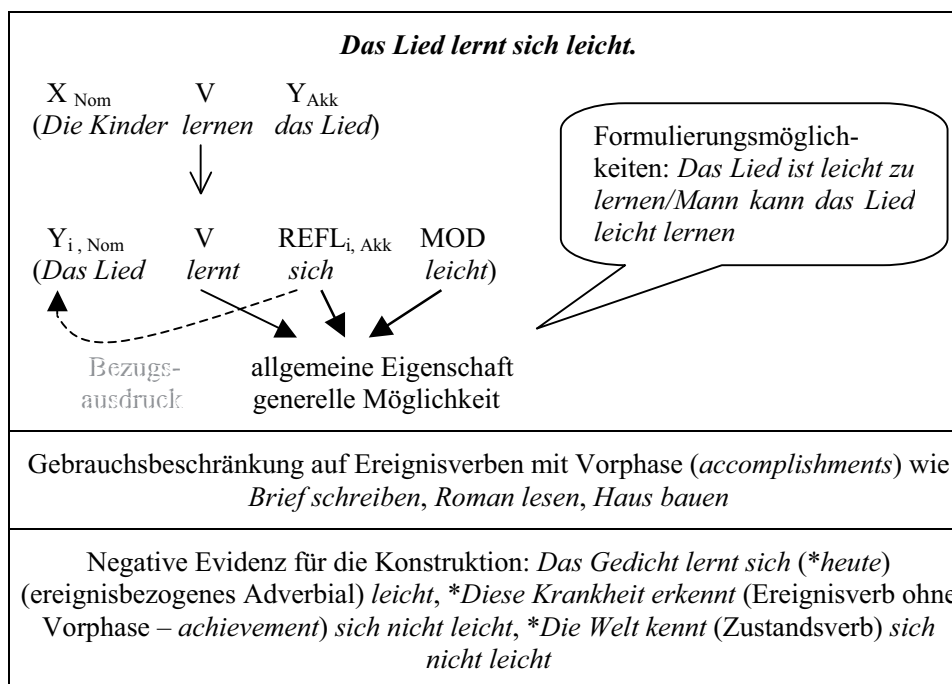 Das Lied lernt sich leicht.
X Nom V Y Akk
(Die Kinder lernen das Lied)
Formulierungsmöglich-
keiten: Das Lied ist leicht zu
lernen/Mann kann das Lied
leicht lernen
Y i , Nom V REFL i, Akk MOD
(Das Lied lernt sich leicht)
Bezugs-
ausdruck
allgemeine Eigenschaft
generelle Möglichkeit
Gebrauchsbeschränkung auf Ereignisverben mit Vorphase (accomplishments) wie
Brief schreiben, Roman lesen, Haus bauen
Negative Evidenz für die Konstruktion: Das Gedicht lernt sich (*heute)
(ereignisbezogenes Adverbial) leicht, *Diese Krankheit erkennt (Ereignisverb ohne
Vorphase – achievement) sich nicht leicht, *Die Welt kennt (Zustandsverb) sich
nicht leicht